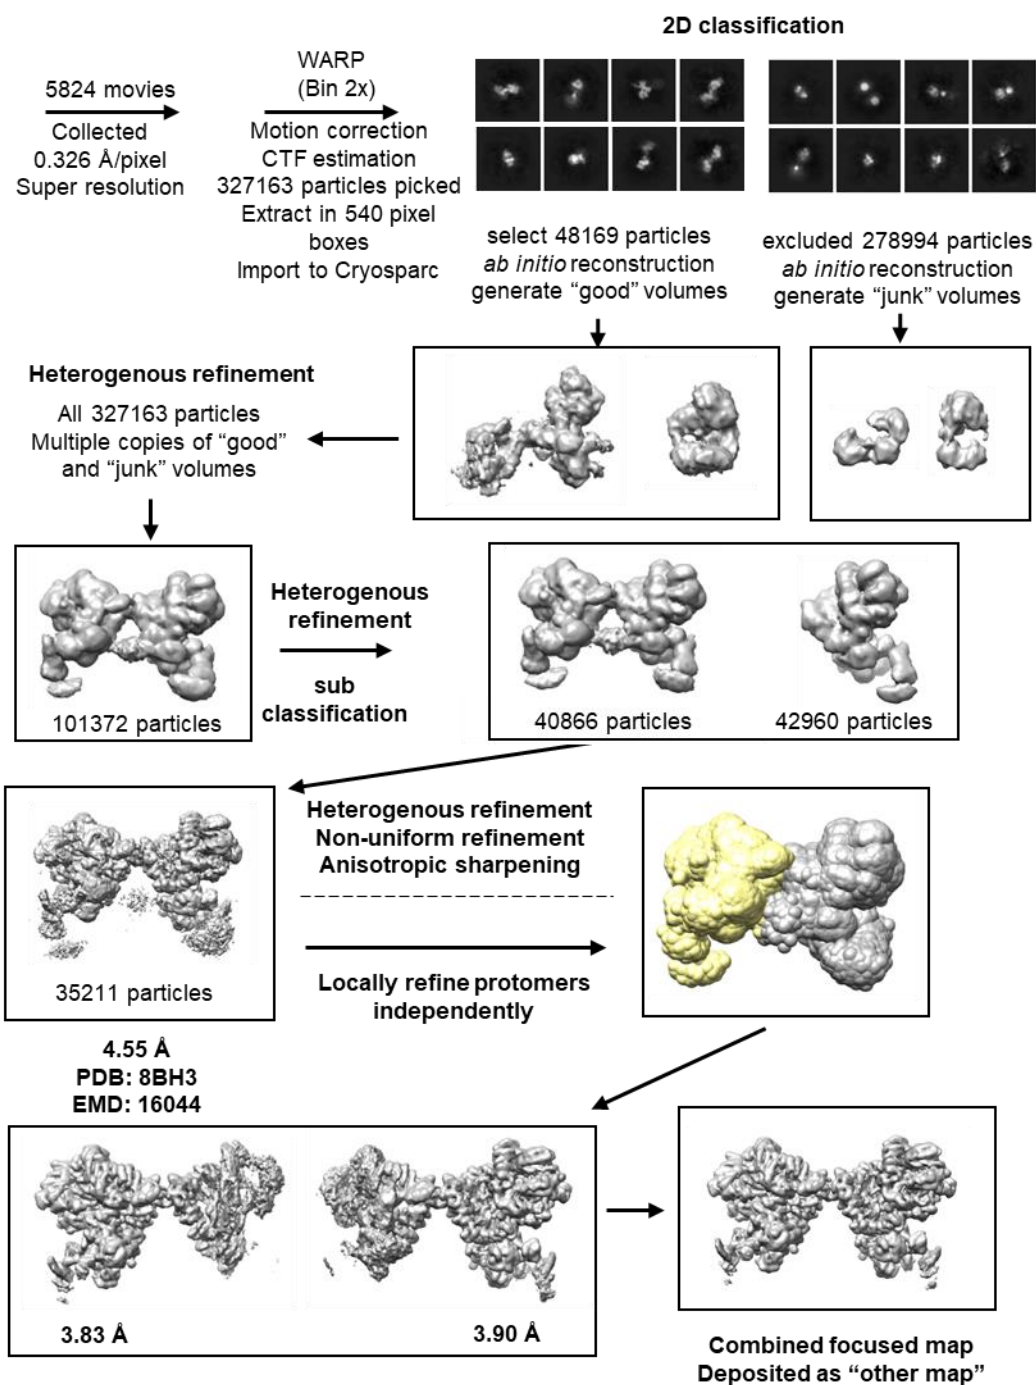 2D classification
5824 movies
Collected
0.326 Å/pixel
Super resolution
WARP
(Bin 2x)
Motion correction
CTF estimation
327163 particles picked
Extract in 540 pixel
boxes
Import to Cryosparc
select 48169 particles
ab initio reconstruction
generate “good” volumes
excluded 278994 particles
ab initio reconstruction
generate “junk” volumes
Heterogenous refinement
All 327163 particles
Multiple copies of “good”
and “junk” volumes
101372 particles
Heterogenous
refinement
sub
classification
40866 particles
42960 particles
35211 particles
4.55 Å
PDB: 8BH3
EMD: 16044
Heterogenous refinement
Non-uniform refinement
Anisotropic sharpening
Locally refine protomers
independently
3.83 Å
3.90 Å
Combined focused map
Deposited as “other map”